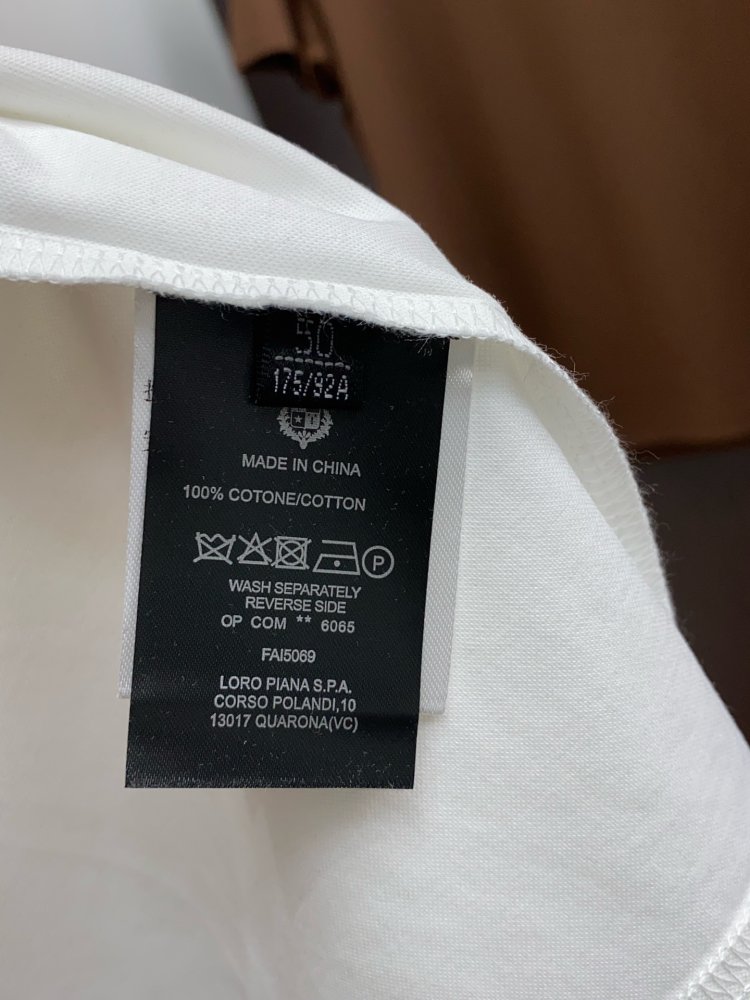 50
175/92A
MADE IN CHINA
100% COTONE/COTTON
P
WASH SEPARATELY
REVERSE SIDE
OP COM ** 6065
FAI5069
LORO PIANA S.P.A.
CORSO POLANDI,10
13017 QUARONA(VC)